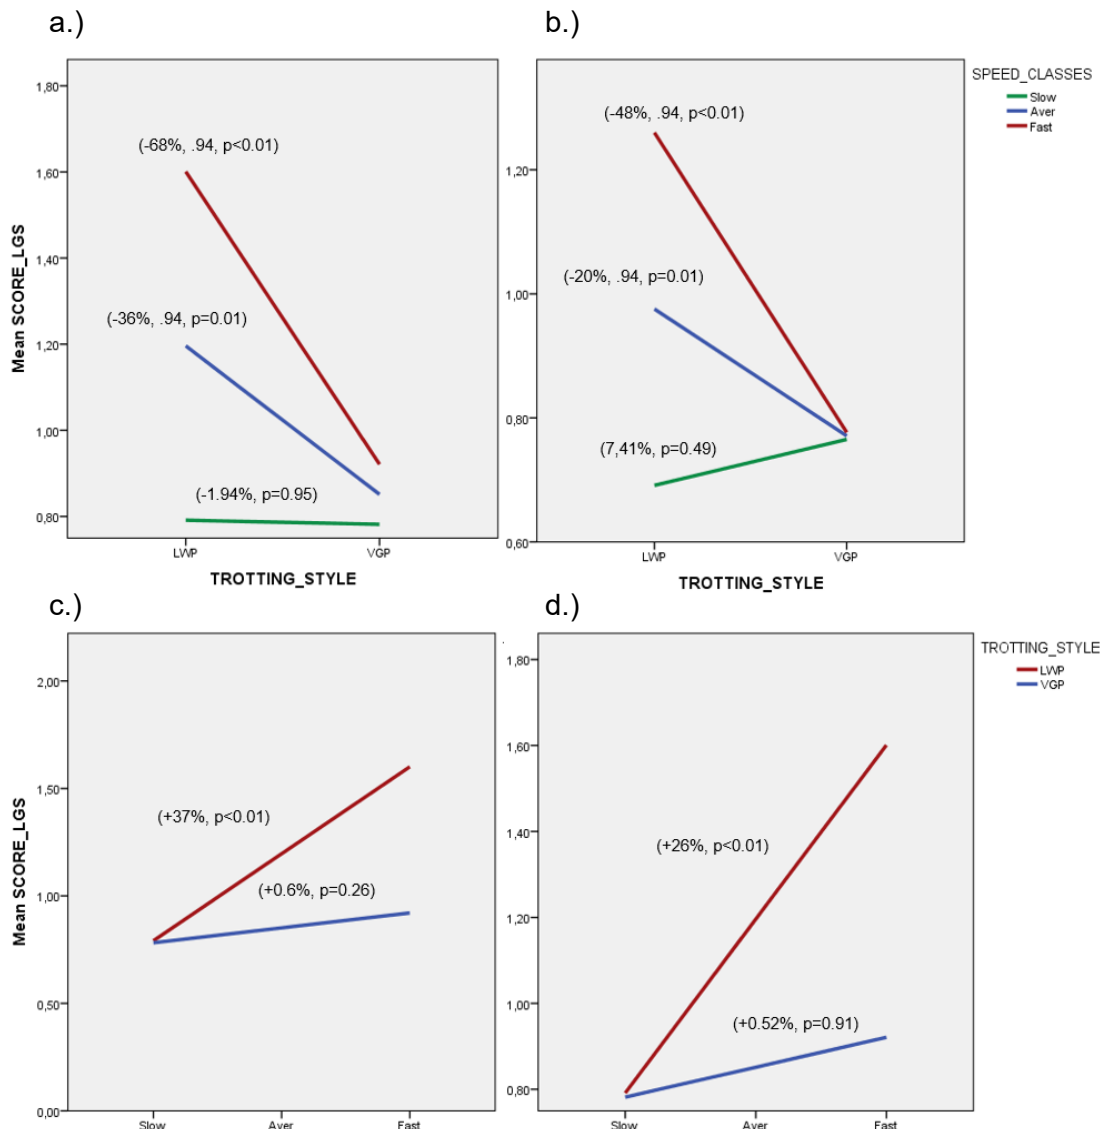 a.)
b.)
SPEED_CLASSES
Slow
Aver
Fast
Mean SCORE_LGS
1,80
1,60
1,40
1,20
1,00
0,80
(-68%, .94, p<0.01)
(-36%, .94, p=0.01)
(-1.94%, p=0.95)
LWP
VGP
TROTTING_STYLE
1,20
1,00
0,80
0,60
(-48%, .94, p<0.01)
(-20%, .94, p=0.01)
(7,41%, p=0.49)
LWP
VGP
TROTTING_STYLE
c.)
d.)
TROTTING_STYLE
LWP
VGP
Mean SCORE_LGS
2,00
1,50
1,00
0,50
0,00
(+37%, p<0.01)
(+0.6%, p=0.26)
Slow
Aver
Fast
1,80
1,60
1,40
1,20
1,00
0,80
(+26%, p<0.01)
(+0.52%, p=0.91)
Slow
Aver
Fast